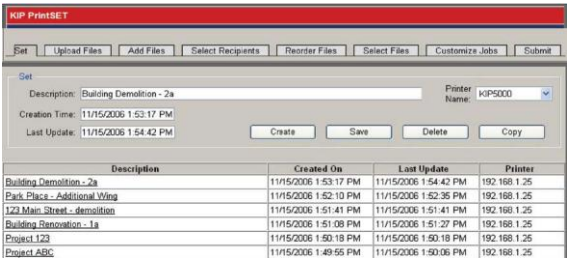 KIP PrintSET
Set Upload Files Add Files Select Recipients Reorder Files Select Files Customize Jobs Submit
Set
Description: Building Demolition - 2a Printer Name: KIP5000
Creation Time: 11/15/2006 1:53:17 PM
Last Update: 11/15/2006 1:54:42 PM Create Save Delete Copy
Description Created On Last Update Printer
Building Demolition - 2a 11/15/2006 1:53:17 PM 11/15/2006 1:54:42 PM 192.168.1.25
Park Place - Additional Wing 11/15/2006 1:52:10 PM 11/15/2006 1:52:35 PM 192.168.1.25
123 Main Street - demolition 11/15/2006 1:51:41 PM 11/15/2006 1:51:41 PM 192.168.1.25
Building Renovation - 1a 11/15/2006 1:51:08 PM 11/15/2006 1:51:27 PM 192.168.1.25
Project 123 11/15/2006 1:50:18 PM 11/15/2006 1:50:18 PM 192.168.1.25
Project ABC 11/15/2006 1:49:55 PM 11/15/2006 1:50:06 PM 192.168.1.25